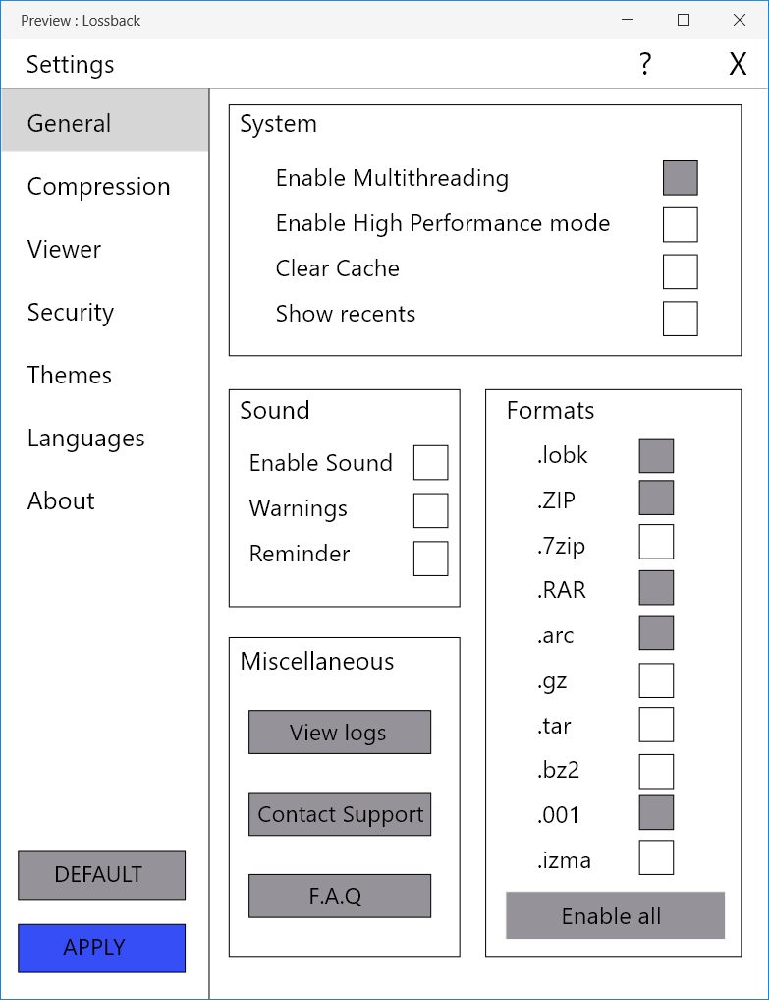 Preview : Lossback
Settings
?
X
General
Compression
Viewer
Security
Themes
Languages
About
DEFAULT
APPLY
System
Enable Multithreading
Enable High Performance mode
Clear Cache
Show recents
Sound
Enable Sound
Warnings
Reminder
Miscellaneous
View logs
Contact Support
F.A.Q
Formats
.lobk
.ZIP
.7zip
.RAR
.arc
.gz
.tar
.bz2
.001
.izma
Enable all